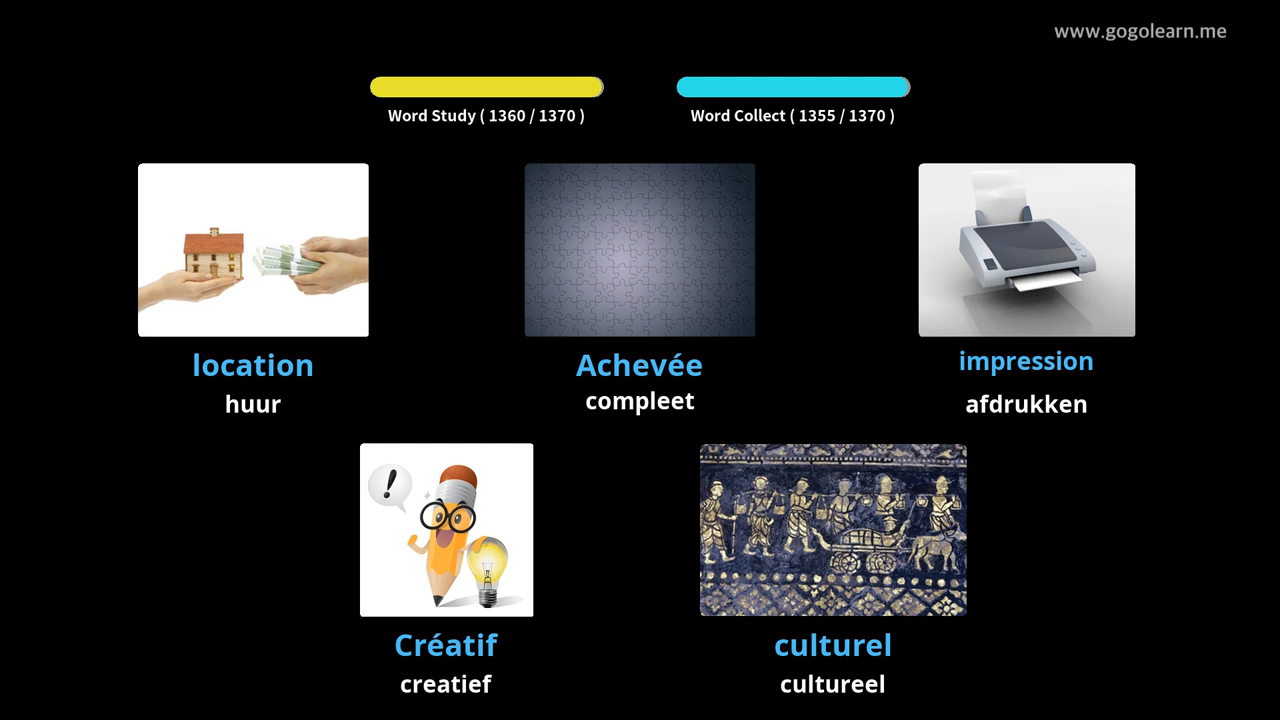 www.gogolearn.me
Word Study ( 1360 / 1370 )
Word Collect ( 1355 / 1370 )
location
Achevée
impression
huur
compleet
afdrukken
!
Créatif
culturel
creatief
cultureel